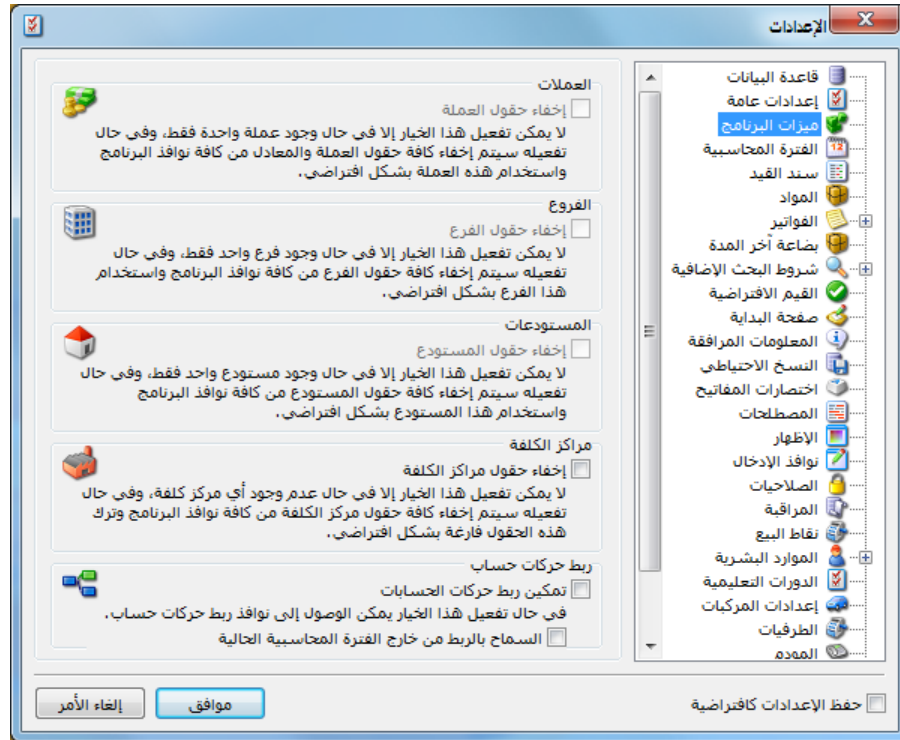 الإعدادات
قاعدة البيانات
إعدادات عامة
ميزات البرنامج
الفترة المحاسبية
سند القيد
المواد
الفواتير
بضاعة آخر المدة
شروط البحث الإضافية
القيم الافتراضية
صفحة البداية
المعلومات المرافقة
النسخ الاحتياطي
اختصارات المفاتيح
المصطلحات
الإظهار
نوافذ الإدخال
الصلاحيات
المراقبة
نقاط البيع
الموارد البشرية
الدورات التعليمية
إعدادات المركبات
الطرفيات
المودم
العملات
إخفاء حقول العملة
لا يمكن تفعيل هذا الخيار إلا في حال وجود عملة واحدة فقط، وفي حال
تفعيله سيتم إخفاء كافة حقول العملة والمعادل من كافة نوافذ البرنامج
واستخدام هذه العملة بشكل افتراضي.
الفروع
إخفاء حقول الفرع
لا يمكن تفعيل هذا الخيار إلا في حال وجود فرع واحد فقط، وفي حال
تفعيله سيتم إخفاء كافة حقول الفرع من كافة نوافذ البرنامج واستخدام
هذا الفرع بشكل افتراضي.
المستودعات
إخفاء حقول المستودع
لا يمكن تفعيل هذا الخيار إلا في حال وجود مستودع واحد فقط، وفي حال
تفعيله سيتم إخفاء كافة حقول المستودع من كافة نوافذ البرنامج
واستخدام هذا المستودع بشكل افتراضي.
مراكز الكلفة
إخفاء حقول مراكز الكلفة
لا يمكن تفعيل هذا الخيار إلا في حال عدم وجود أي مركز كلفة، وفي حال
تفعيله سيتم إخفاء كافة حقول مركز الكلفة من كافة نوافذ البرنامج وترك
هذه الحقول فارغة بشكل افتراضي.
ربط حركات حساب
تمكين ربط حركات الحسابات
في حال تفعيل هذا الخيار يمكن الوصول إلى نوافذ ربط حركات حساب.
السماح بالربط من خارج الفترة المحاسبية الحالية
حفظ الإعدادات كافتراضية
موافق
إلغاء الأمر